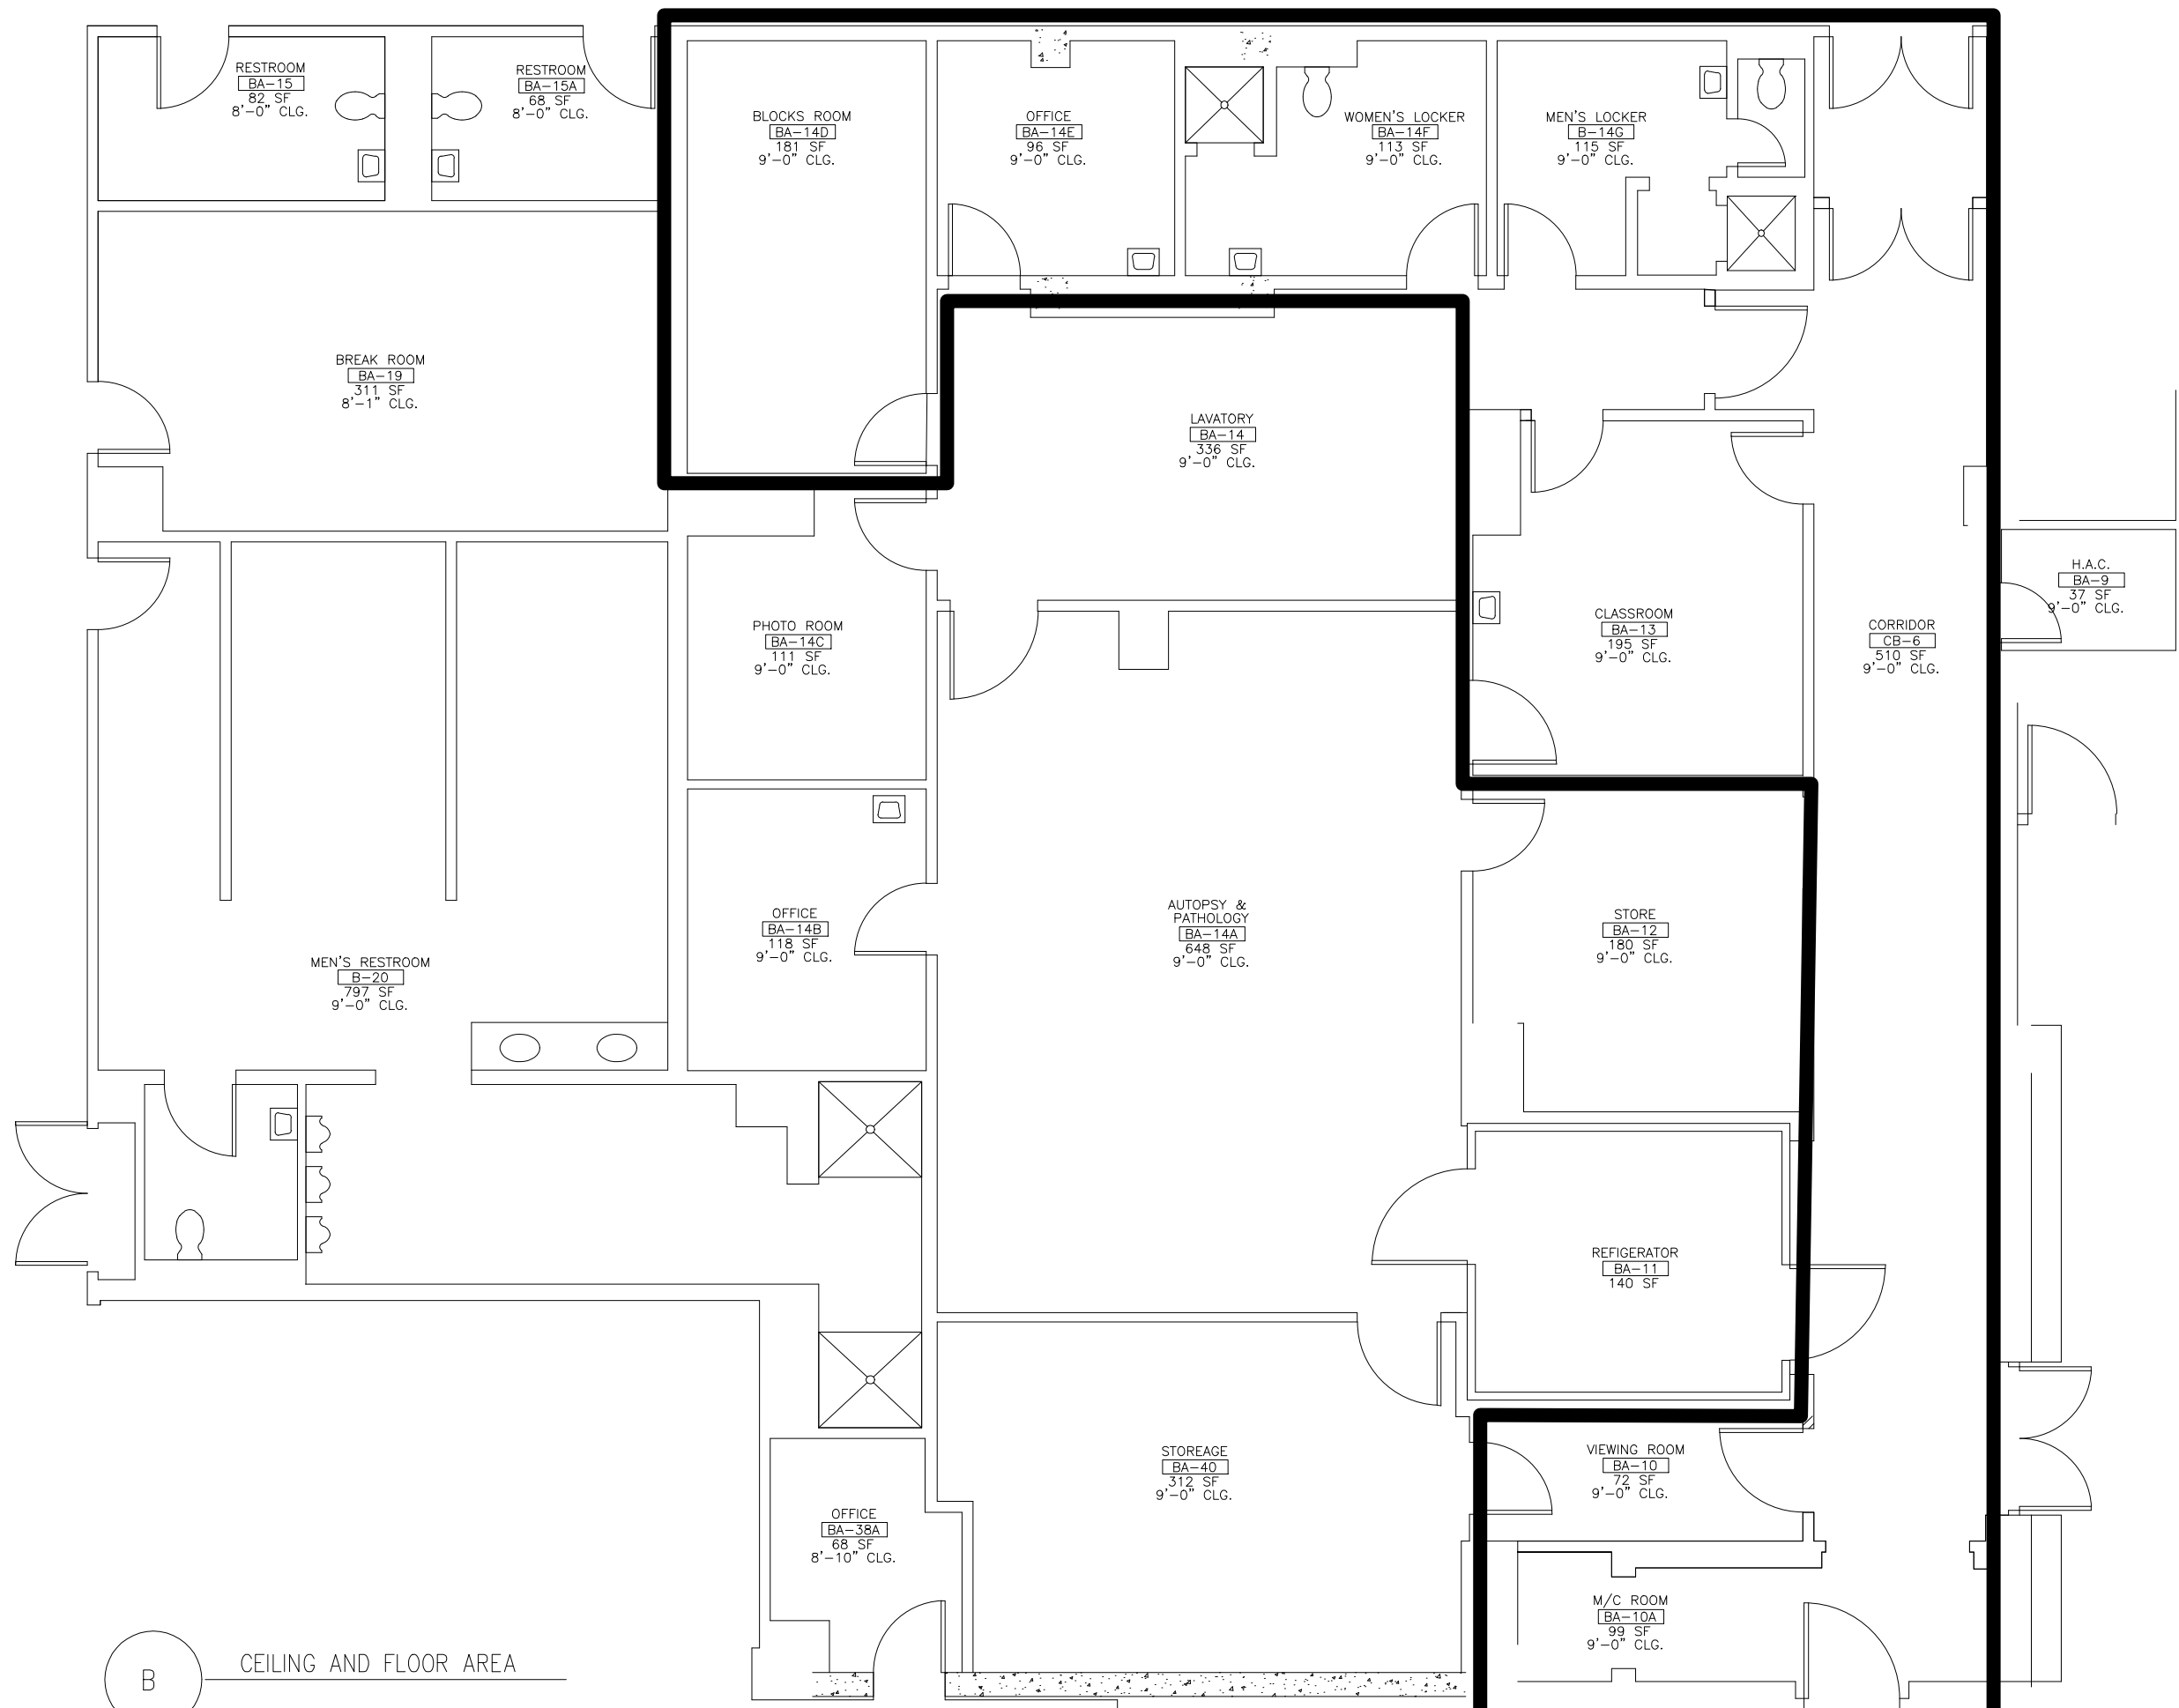 RESTROOM
BA-15
82 SF
8'-0" CLG.
RESTROOM
BA-15A
68 SF
8'-0" CLG.
BLOCKS ROOM
BA-14D
181 SF
9'-0" CLG.
OFFICE
BA-14E
96 SF
9'-0" CLG.
WOMEN'S LOCKER
BA-14F
113 SF
9'-0" CLG.
MEN'S LOCKER
B-14G
115 SF
9'-0" CLG.
BREAK ROOM
BA-19
311 SF
8'-1" CLG.
LAVATORY
BA-14
336 SF
9'-0" CLG.
H.A.C.
BA-9
37 SF
9'-0" CLG.
PHOTO ROOM
BA-14C
111 SF
9'-0" CLG.
CLASSROOM
BA-13
195 SF
9'-0" CLG.
CORRIDOR
CB-6
510 SF
9'-0" CLG.
MEN'S RESTROOM
B-20
797 SF
9'-0" CLG.
OFFICE
BA-14B
118 SF
9'-0" CLG.
AUTOPSY &
PATHOLOGY
BA-14A
648 SF
9'-0" CLG.
STORE
BA-12
180 SF
9'-0" CLG.
REFIGERATOR
BA-11
140 SF
STOREAGE
BA-40
312 SF
9'-0" CLG.
VIEWING ROOM
BA-10
72 SF
9'-0" CLG.
OFFICE
BA-38A
68 SF
8'-10" CLG.
M/C ROOM
BA-10A
99 SF
9'-0" CLG.
B
CEILING AND FLOOR AREA